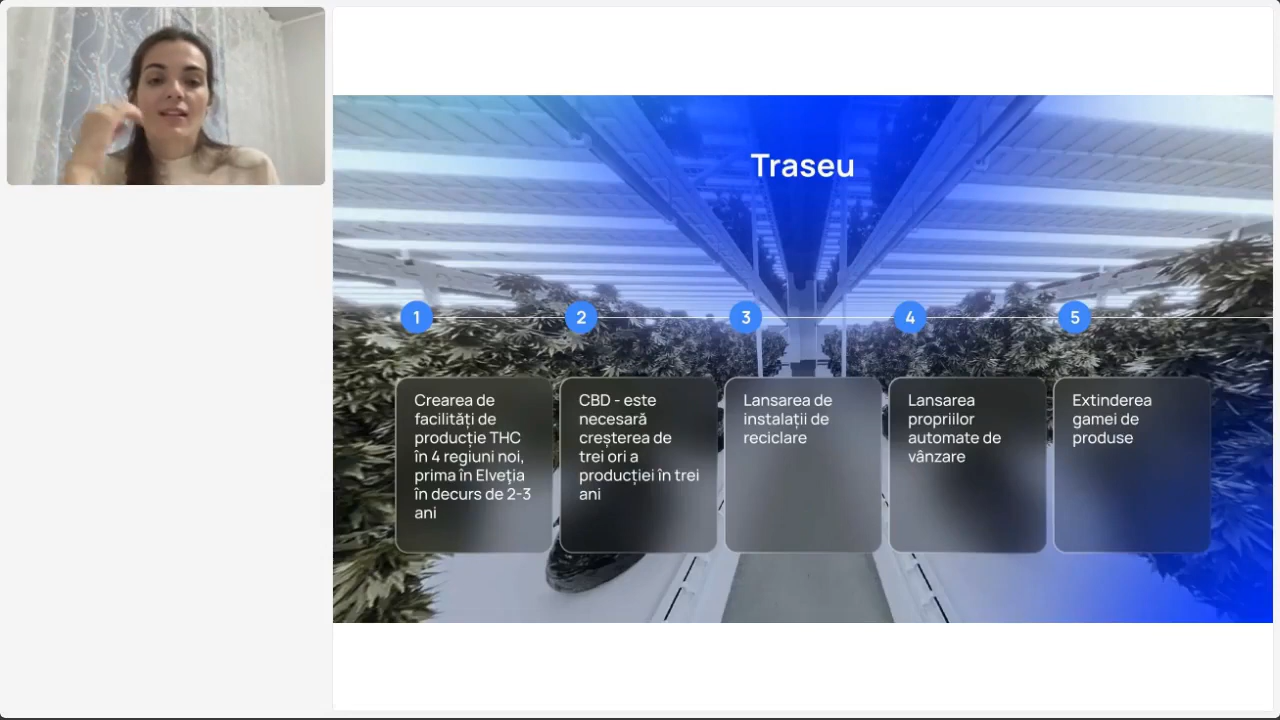 Traseu
1
2
3
4
5
Crearea de
facilități de
producție THC
în 4 regiuni noi,
prima în Elveția
în decurs de 2-3
ani
CBD - este
necesară
creșterea de
trei ori a
producției în trei
ani
Lansarea de
instalații de
reciclare
Lansarea
propriilor
automate de
vânzare
Extinderea
gamei de
produse